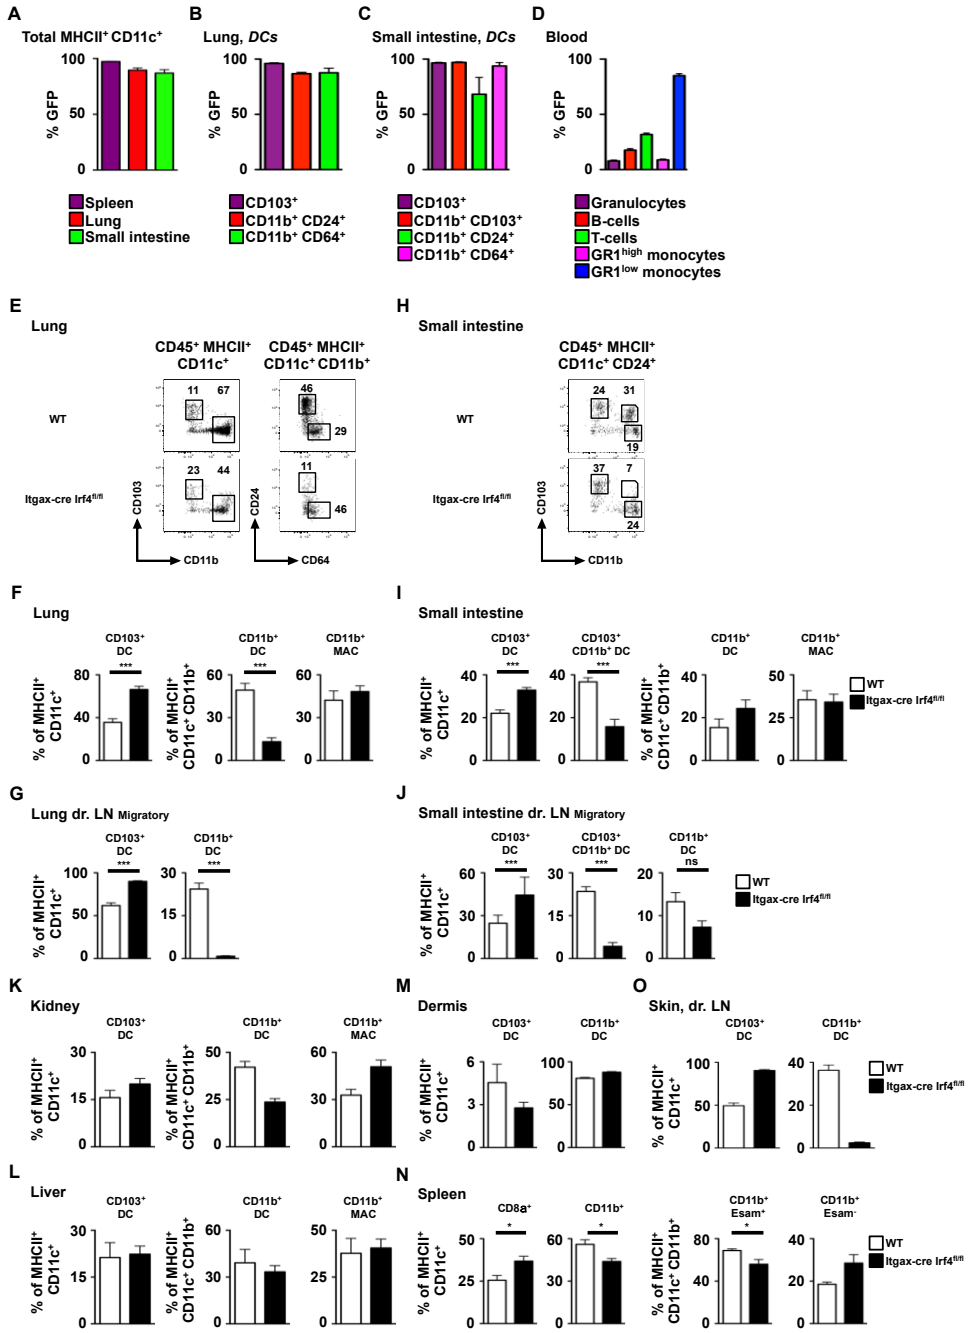 A
Total MHCII⁺ CD11c⁺
% GFP
100
50
0
Spleen
Lung
Small intestine
B
Lung, DCs
% GFP
100
50
0
CD103⁺
CD11b⁺ CD24⁺
CD11b⁺ CD64⁺
C
Small intestine, DCs
% GFP
100
50
0
CD103⁺
CD11b⁺ CD103⁺
CD11b⁺ CD24⁺
CD11b⁺ CD64⁺
D
Blood
% GFP
100
50
0
Granulocytes
B-cells
T-cells
GR1ʰⁱᵍʰ monocytes
GR1ˡᵒʷ monocytes
E
Lung
CD45⁺ MHCII⁺
CD11c⁺
CD45⁺ MHCII⁺
CD11c⁺ CD11b⁺
WT
11 67
46
29
Itgax-cre Irf4ᶠˡ/ᶠˡ
23 44
11
46
CD103
CD11b
CD24
CD64
H
Small intestine
CD45⁺ MHCII⁺
CD11c⁺ CD24⁺
WT
24 31
19
Itgax-cre Irf4ᶠˡ/ᶠˡ
37 7
24
CD103
CD11b
F
Lung
% of MHCII⁺
CD11c⁺
CD103⁺
DC
***
80
40
0
% of MHCII⁺
CD11c⁺ CD11b⁺
CD11b⁺
DC
***
60
30
0
CD11b⁺
MAC
60
30
0
I
Small intestine
% of MHCII⁺
CD11c⁺
CD103⁺
DC
***
40
20
0
CD103⁺
CD11b⁺ DC
***
40
20
0
% of MHCII⁺
CD11c⁺ CD11b⁺
CD11b⁺
DC
40
20
0
CD11b⁺
MAC
50
25
0
WT
Itgax-cre Irf4ᶠˡ/ᶠˡ
G
Lung dr. LN Migratory
% of MHCII⁺
CD11c⁺
CD103⁺
DC
***
100
50
0
CD11b⁺
DC
***
30
15
0
J
Small intestine dr. LN Migratory
% of MHCII⁺
CD11c⁺
CD103⁺
DC
***
60
30
0
CD103⁺
CD11b⁺ DC
***
30
15
0
CD11b⁺
DC
ns
20
10
0
WT
Itgax-cre Irf4ᶠˡ/ᶠˡ
K
Kidney
% of MHCII⁺
CD11c⁺
CD103⁺
DC
30
15
0
% of MHCII⁺
CD11c⁺ CD11b⁺
CD11b⁺
DC
50
25
0
CD11b⁺
MAC
60
30
0
M
Dermis
% of MHCII⁺
CD11c⁺
CD103⁺
DC
6
3
0
CD11b⁺
DC
100
50
0
O
Skin, dr. LN
% of MHCII⁺
CD11c⁺
CD103⁺
DC
100
50
0
CD11b⁺
DC
40
20
0
WT
Itgax-cre Irf4ᶠˡ/ᶠˡ
L
Liver
% of MHCII⁺
CD11c⁺
CD103⁺
DC
30
15
0
% of MHCII⁺
CD11c⁺ CD11b⁺
CD11b⁺
DC
60
30
0
CD11b⁺
MAC
50
25
0
N
Spleen
% of MHCII⁺
CD11c⁺
CD8a⁺
*
50
25
0
CD11b⁺
*
60
30
0
% of MHCII⁺
CD11c⁺ CD11b⁺
CD11b⁺
Esam⁺
*
80
40
0
CD11b⁺
Esam⁻
40
20
0
WT
Itgax-cre Irf4ᶠˡ/ᶠˡ